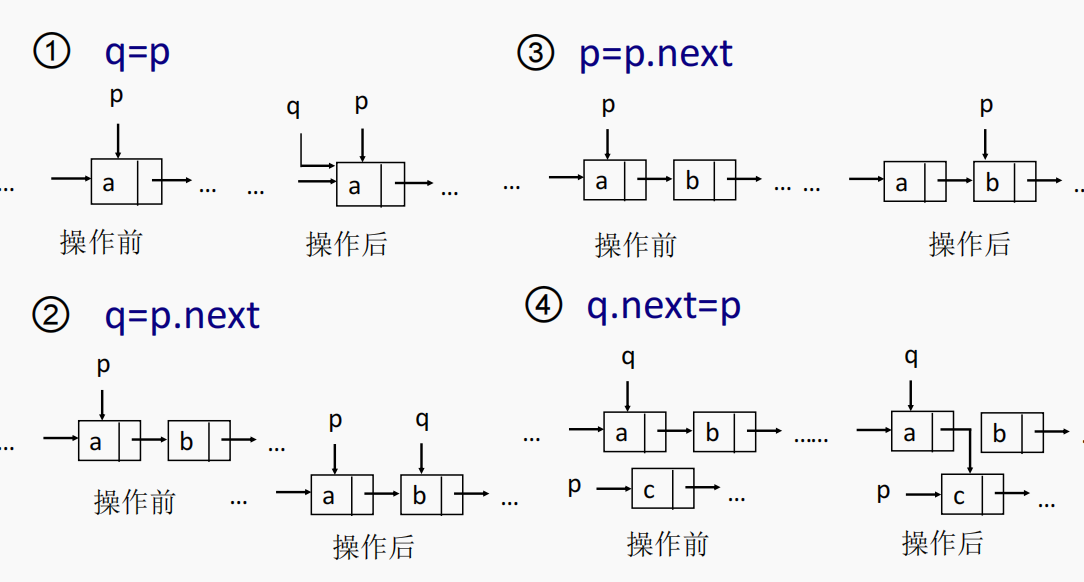 ① q=p
p
q p
... a ... ... a ...
操作前 操作后
② q=p.next
p
... a b ...
p q
... a b ...
操作前
操作后
③ p=p.next
p p
... a b ... ... a b ..
操作前 操作后
④ q.next=p
q q
... a b ...... a b
p c ... p c ...
操作前 操作后